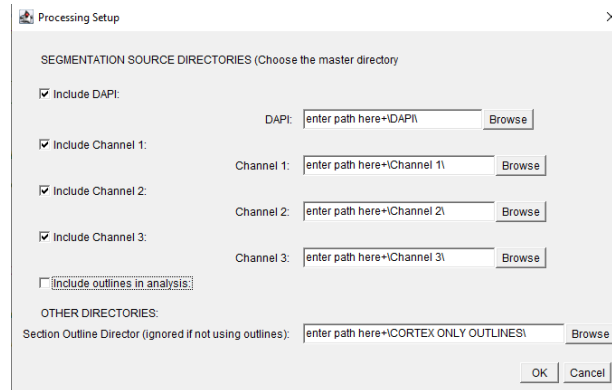 Processing Setup
SEGMENTATION SOURCE DIRECTORIES (Choose the master directory
Include DAPI:
DAPI: enter path here+\DAPI\ Browse
Include Channel 1:
Channel 1: enter path here+\Channel 1\ Browse
Include Channel 2:
Channel 2: enter path here+\Channel 2\ Browse
Include Channel 3:
Channel 3: enter path here+\Channel 3\ Browse
Include outlines in analysis:
OTHER DIRECTORIES:
Section Outline Director (ignored if not using outlines): enter path here+\CORTEX ONLY OUTLINES\ Browse
OK Cancel